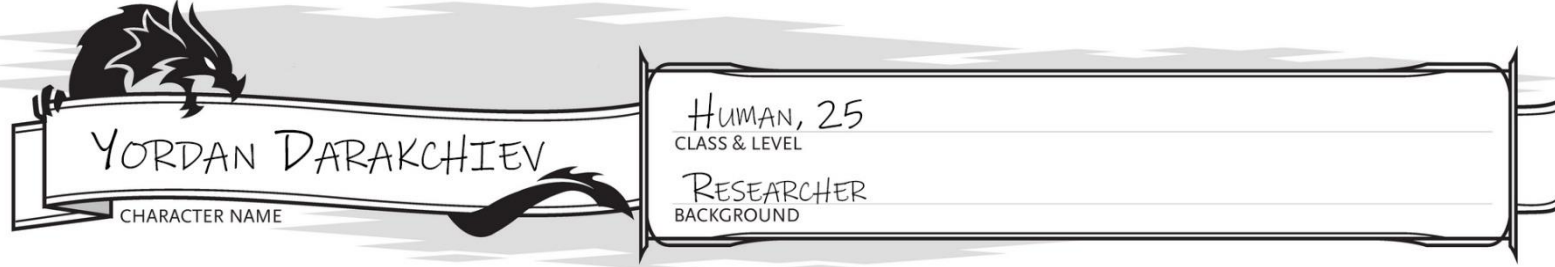 YORDAN DARAKCHIEV
CHARACTER NAME
HUMAN, 25
CLASS & LEVEL
RESEARCHER
BACKGROUND